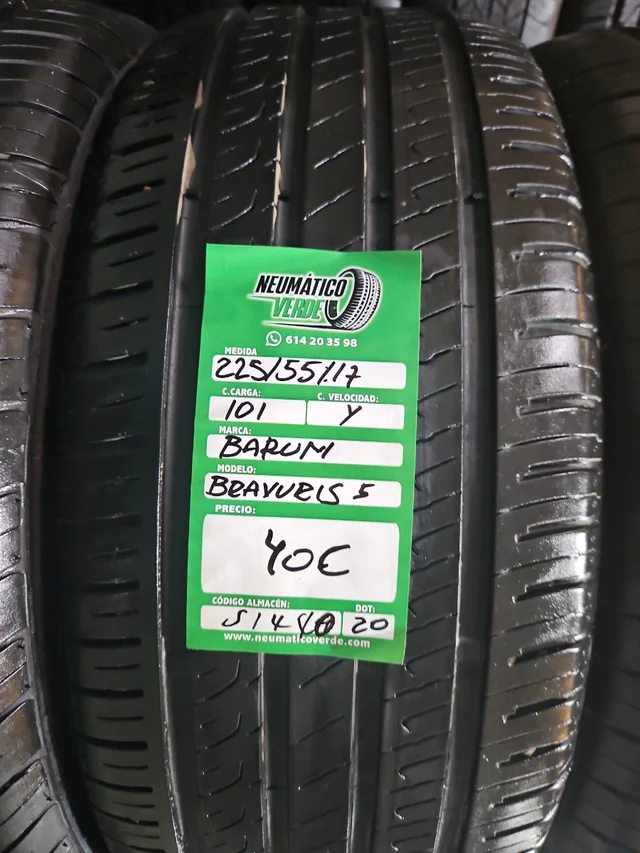 NEUMÁTICO
VERDE
614 20 35 98
MEDIDA
225/55/17
C.CARGA: C. VELOCIDAD:
101 Y
MARCA:
BARUM
MODELO:
BRAVURIS 5
PRECIO:
40€
CÓDIGO ALMACÉN: DOT:
20
www.neumaticoverde.com